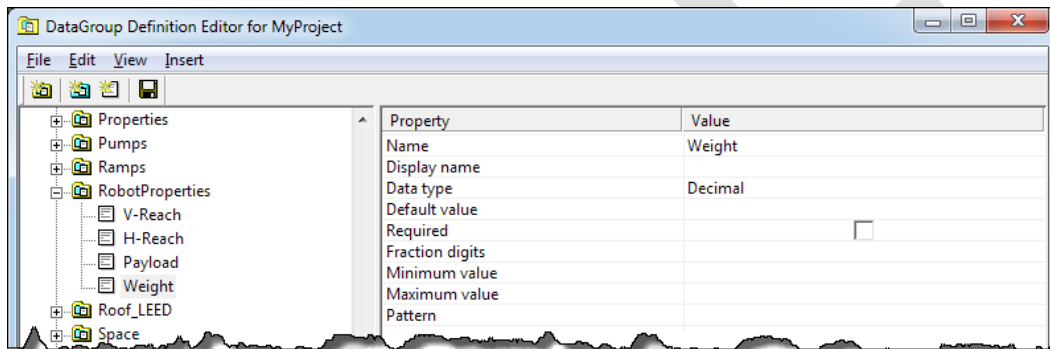 DataGroup Definition Editor for MyProject
File Edit View Insert
Properties
Pumps
Ramps
RobotProperties
V-Reach
H-Reach
Payload
Weight
Roof_LEED
Space
Property Value
Name Weight
Display name
Data type Decimal
Default value
Required
Fraction digits
Minimum value
Maximum value
Pattern